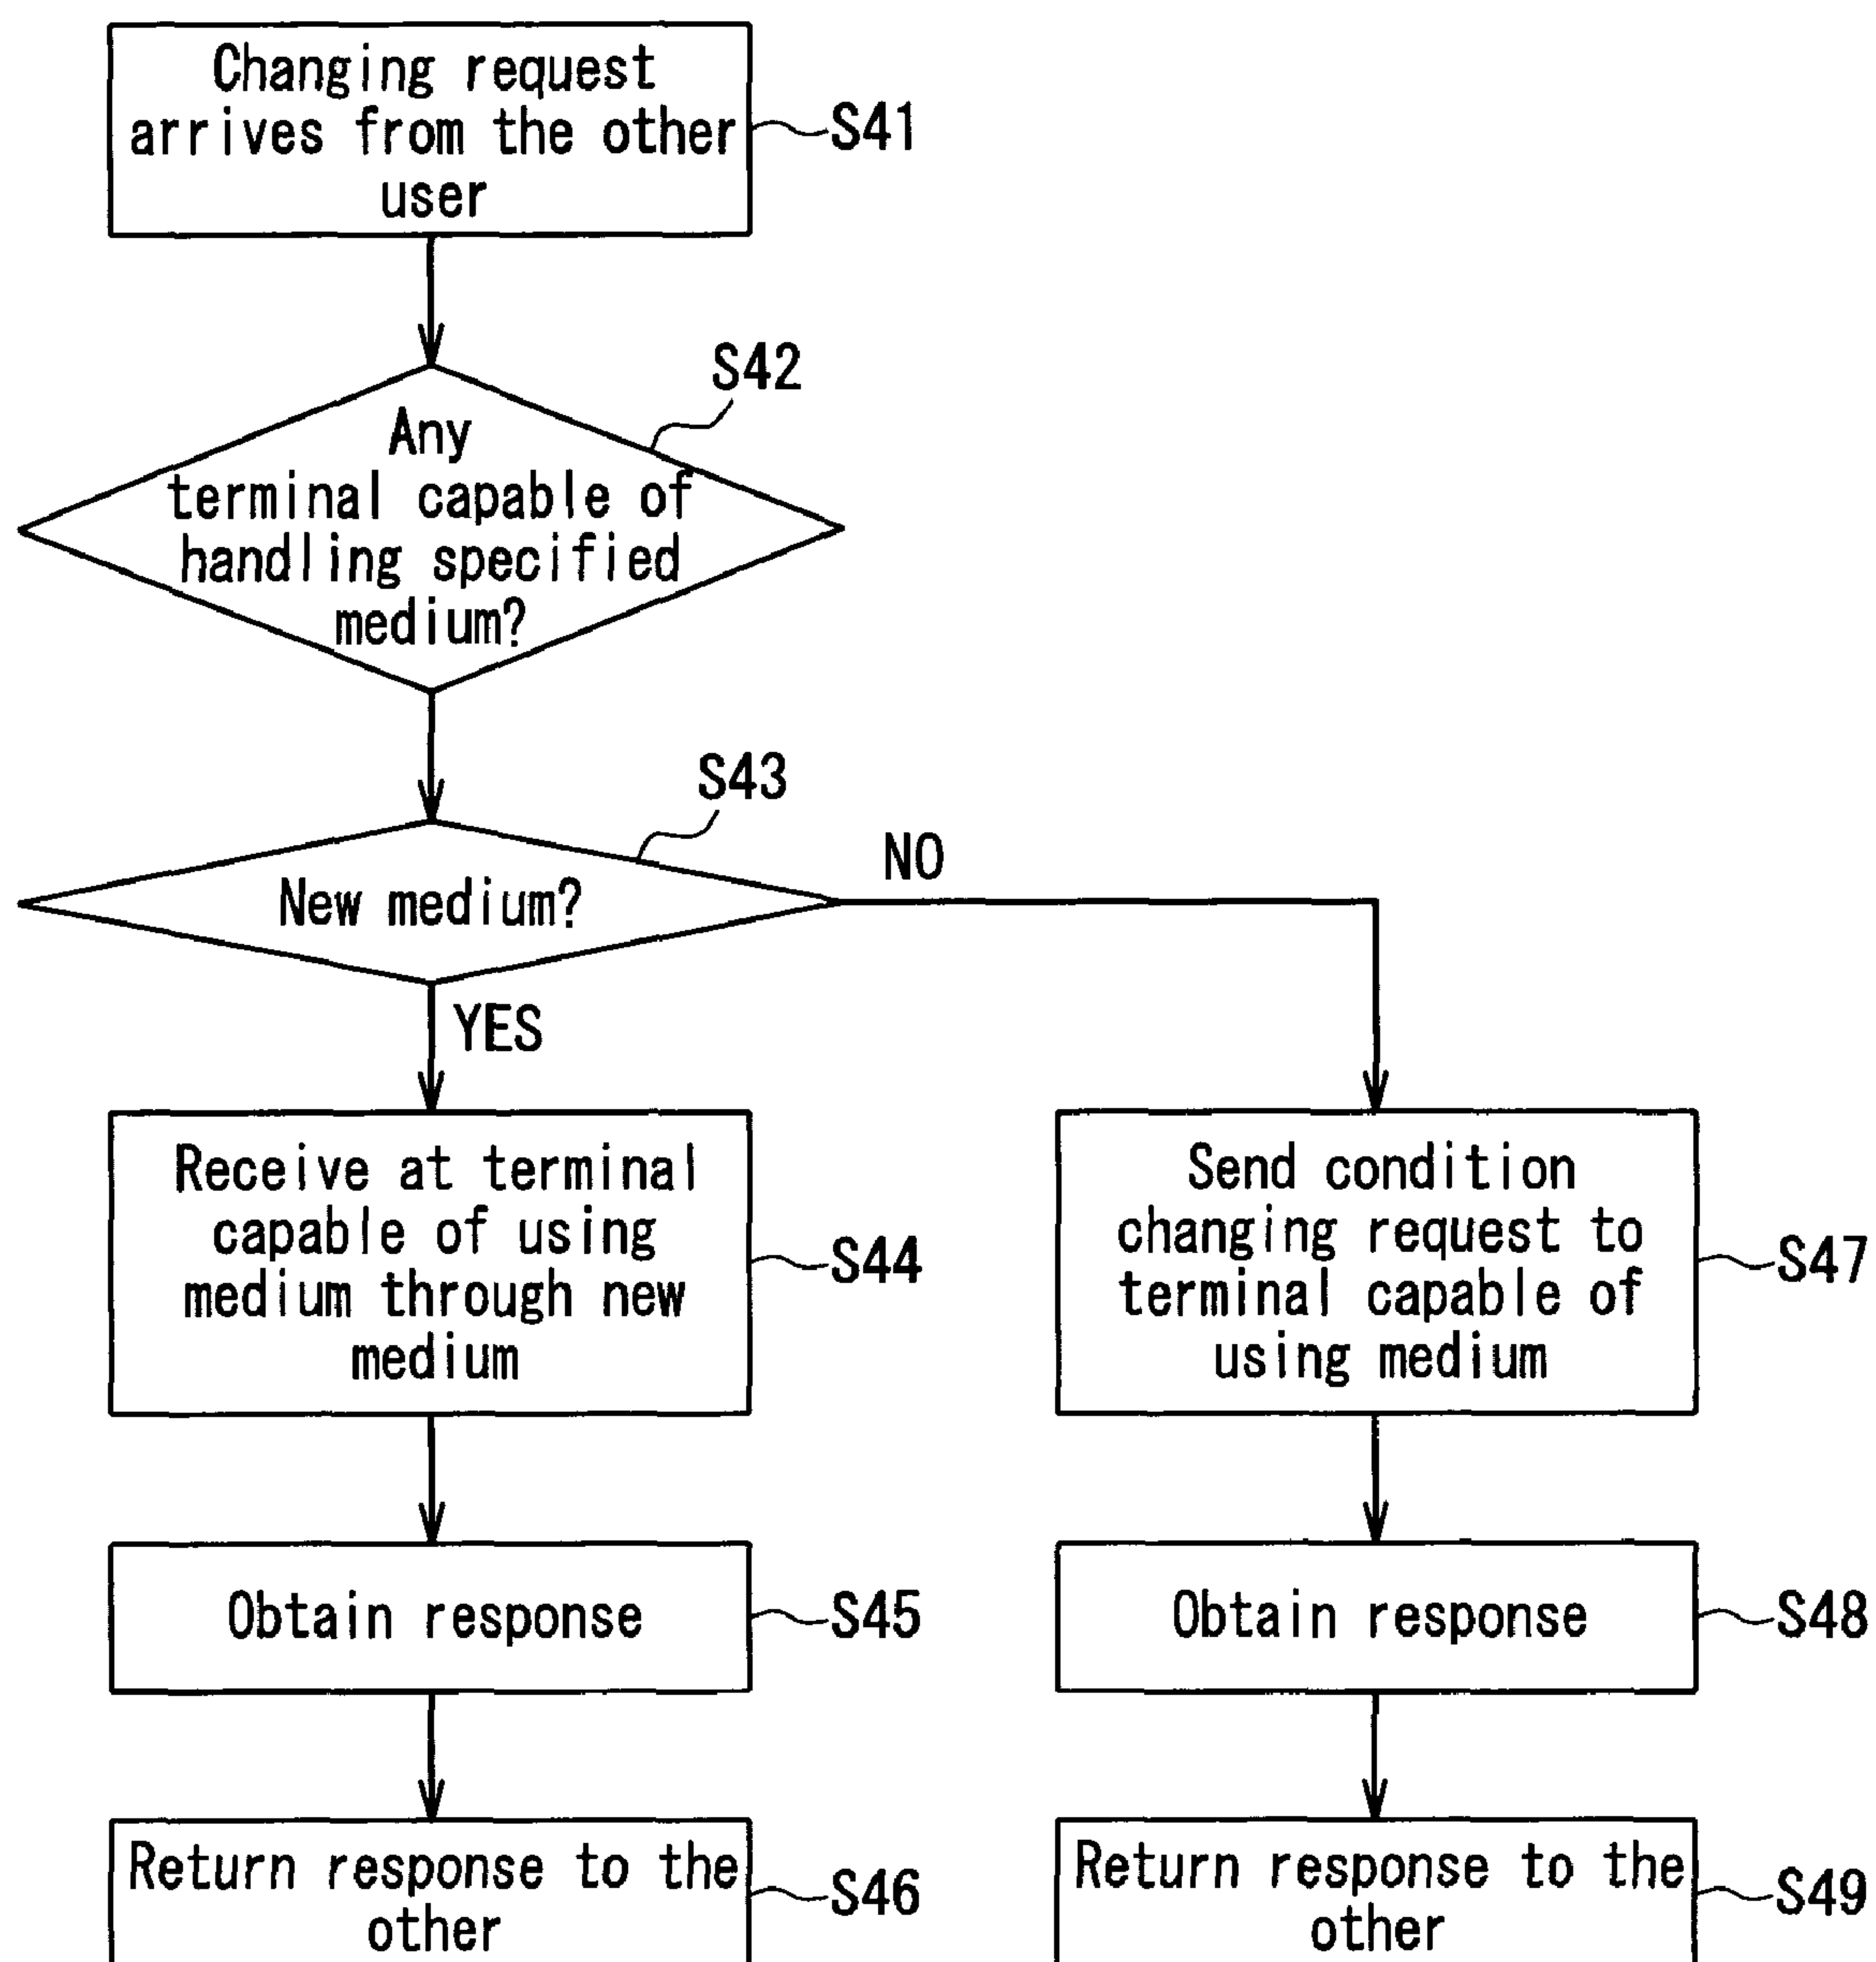 Changing request
arrives from the other
user
S41
S42
Any
terminal capable of
handling specified
medium?
S43
New medium?
NO
YES
Receive at terminal
capable of using
medium through new
medium
S44
Send condition
changing request to
terminal capable of
using medium
S47
Obtain response
S45
Obtain response
S48
Return response to the
other
S46
Return response to the
other
S49